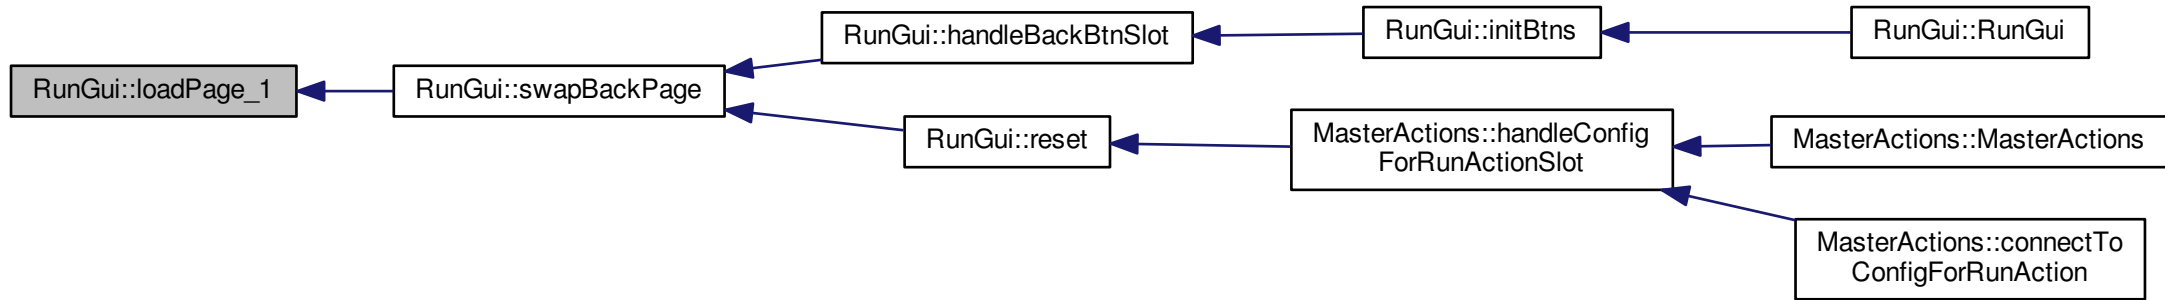 RunGui::loadPage_1
RunGui::swapBackPage
RunGui::handleBackBtnSlot
RunGui::initBtns
RunGui::RunGui
RunGui::reset
MasterActions::handleConfig
ForRunActionSlot
MasterActions::MasterActions
MasterActions::connectTo
ConfigForRunAction